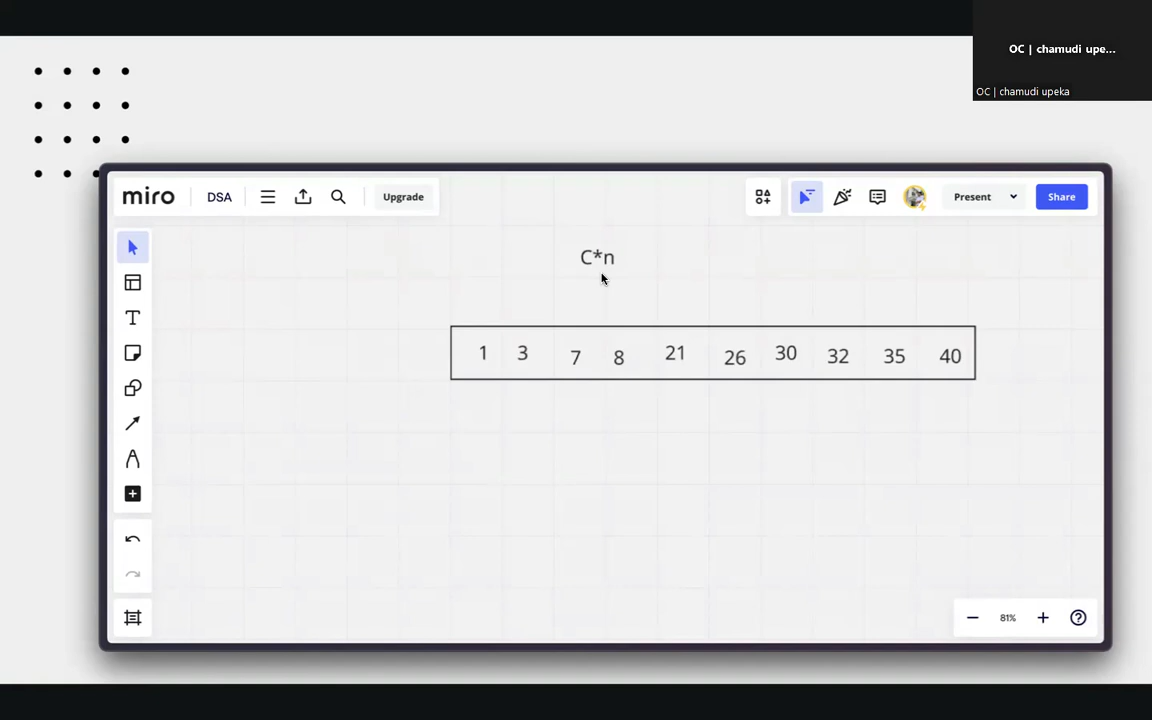 OC | chamudi upe...
OC | chamudi upeka
miro DSA Upgrade Present Share
C*n
1 3 7 8 21 26 30 32 35 40
81%